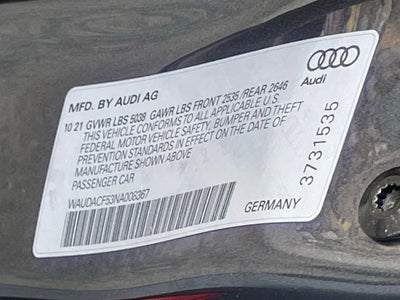 MFD. BY AUDI AG
Audi
10 21 GVWR LBS 5038 GAWR LBS FRONT 2535 /REAR 2646
THIS VEHICLE CONFORMS TO ALL APPLICABLE U.S.
FEDERAL MOTOR VEHICLE SAFETY, BUMPER AND THEFT
PREVENTION STANDARDS IN EFFECT ON THE DATE OF
MANUFACTURE SHOWN ABOVE
PASSENGER CAR
WAUDACF53NA008367
GERMANY
3731535